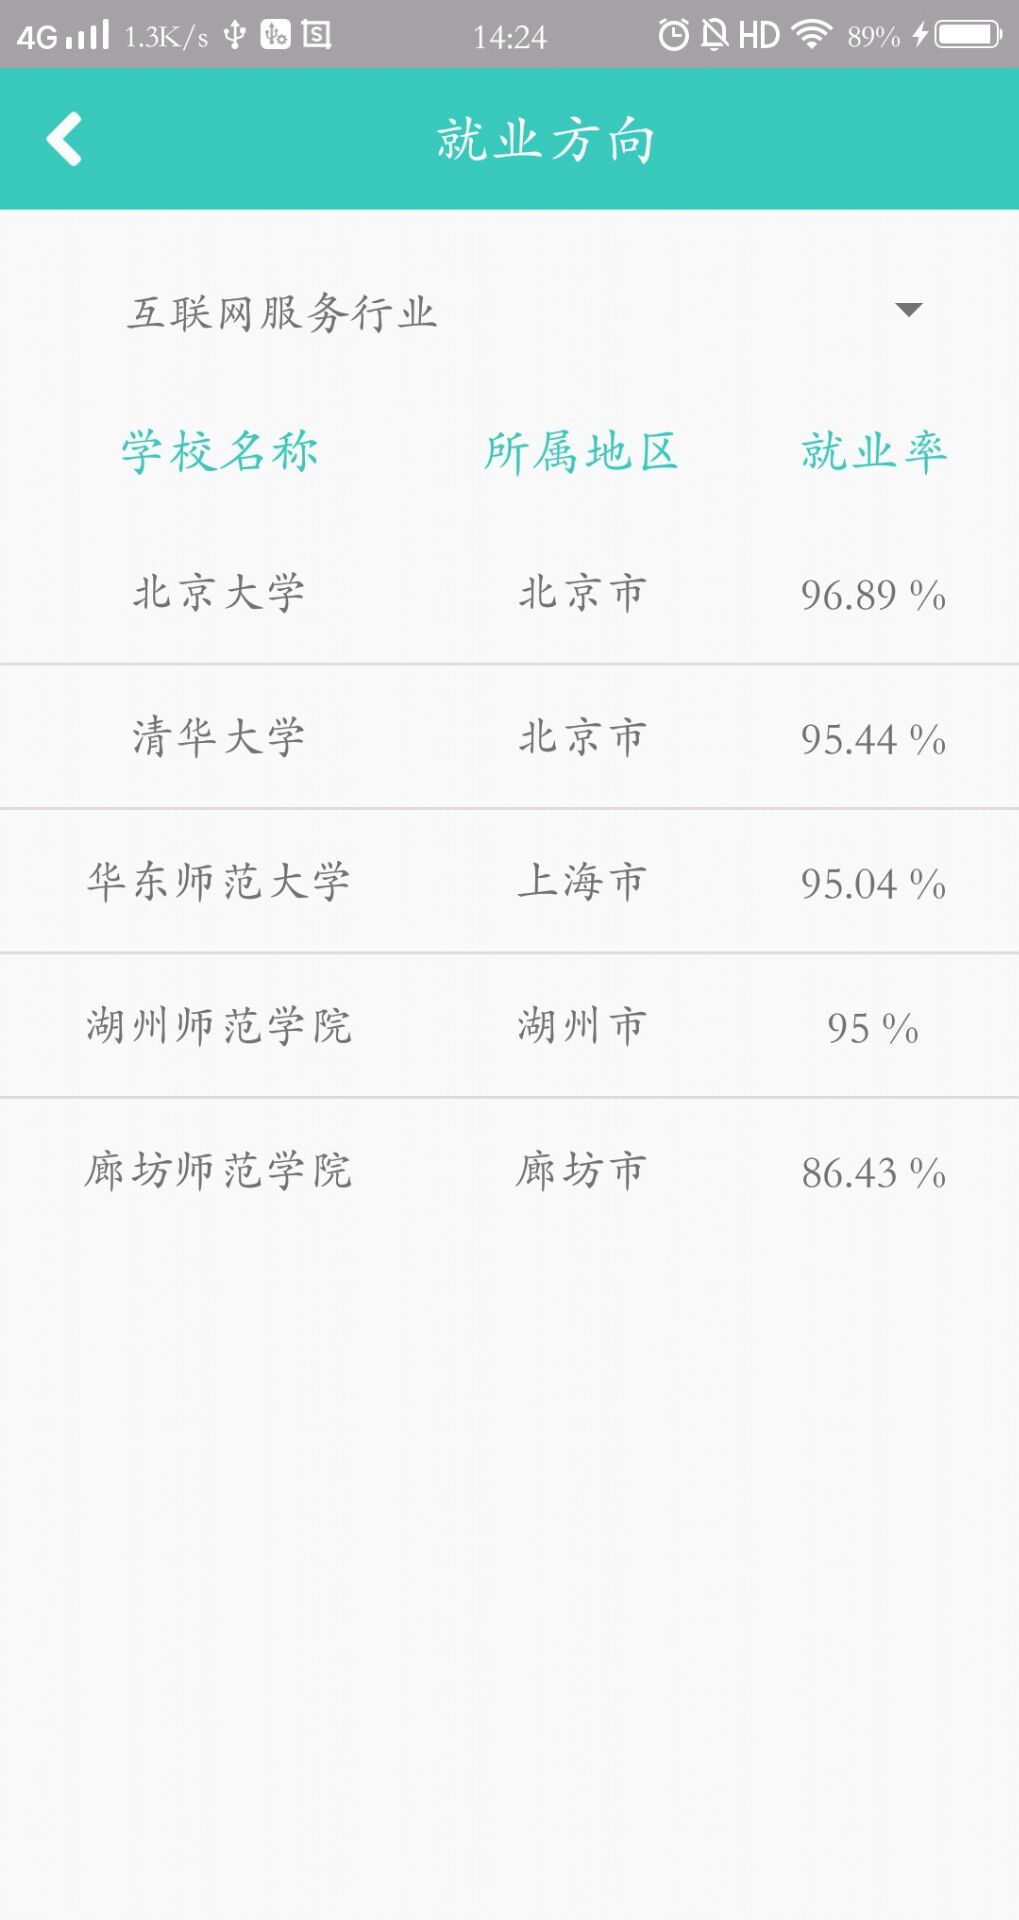 4G 1.3K/s 14:24 HD 89%
就业方向
互联网服务行业
学校名称 所属地区 就业率
北京大学 北京市 96.89 %
清华大学 北京市 95.44 %
华东师范大学 上海市 95.04 %
湖州师范学院 湖州市 95 %
廊坊师范学院 廊坊市 86.43 %